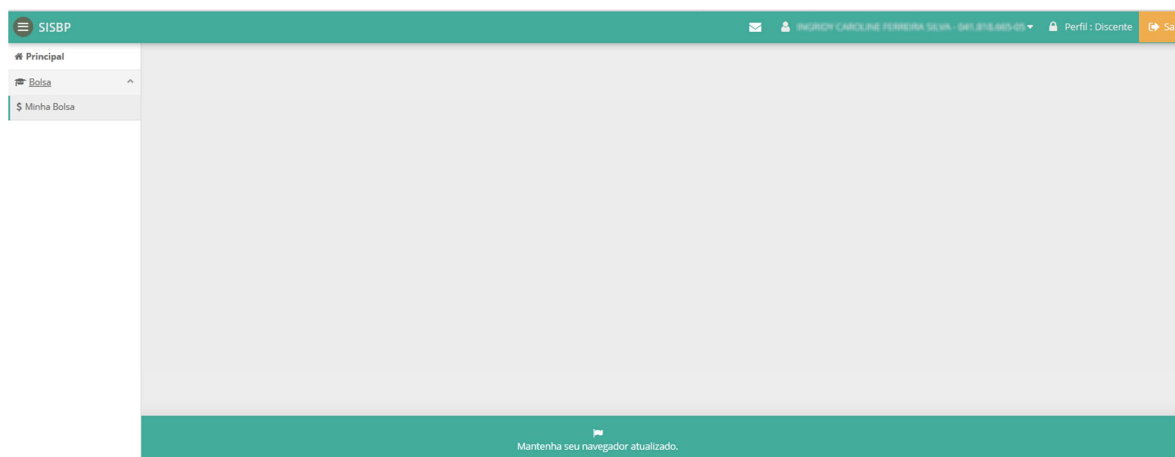 SISBP
Perfil : Discente
Sa
Principal
Bolsa
$ Minha Bolsa
Mantenha seu navegador atualizado.